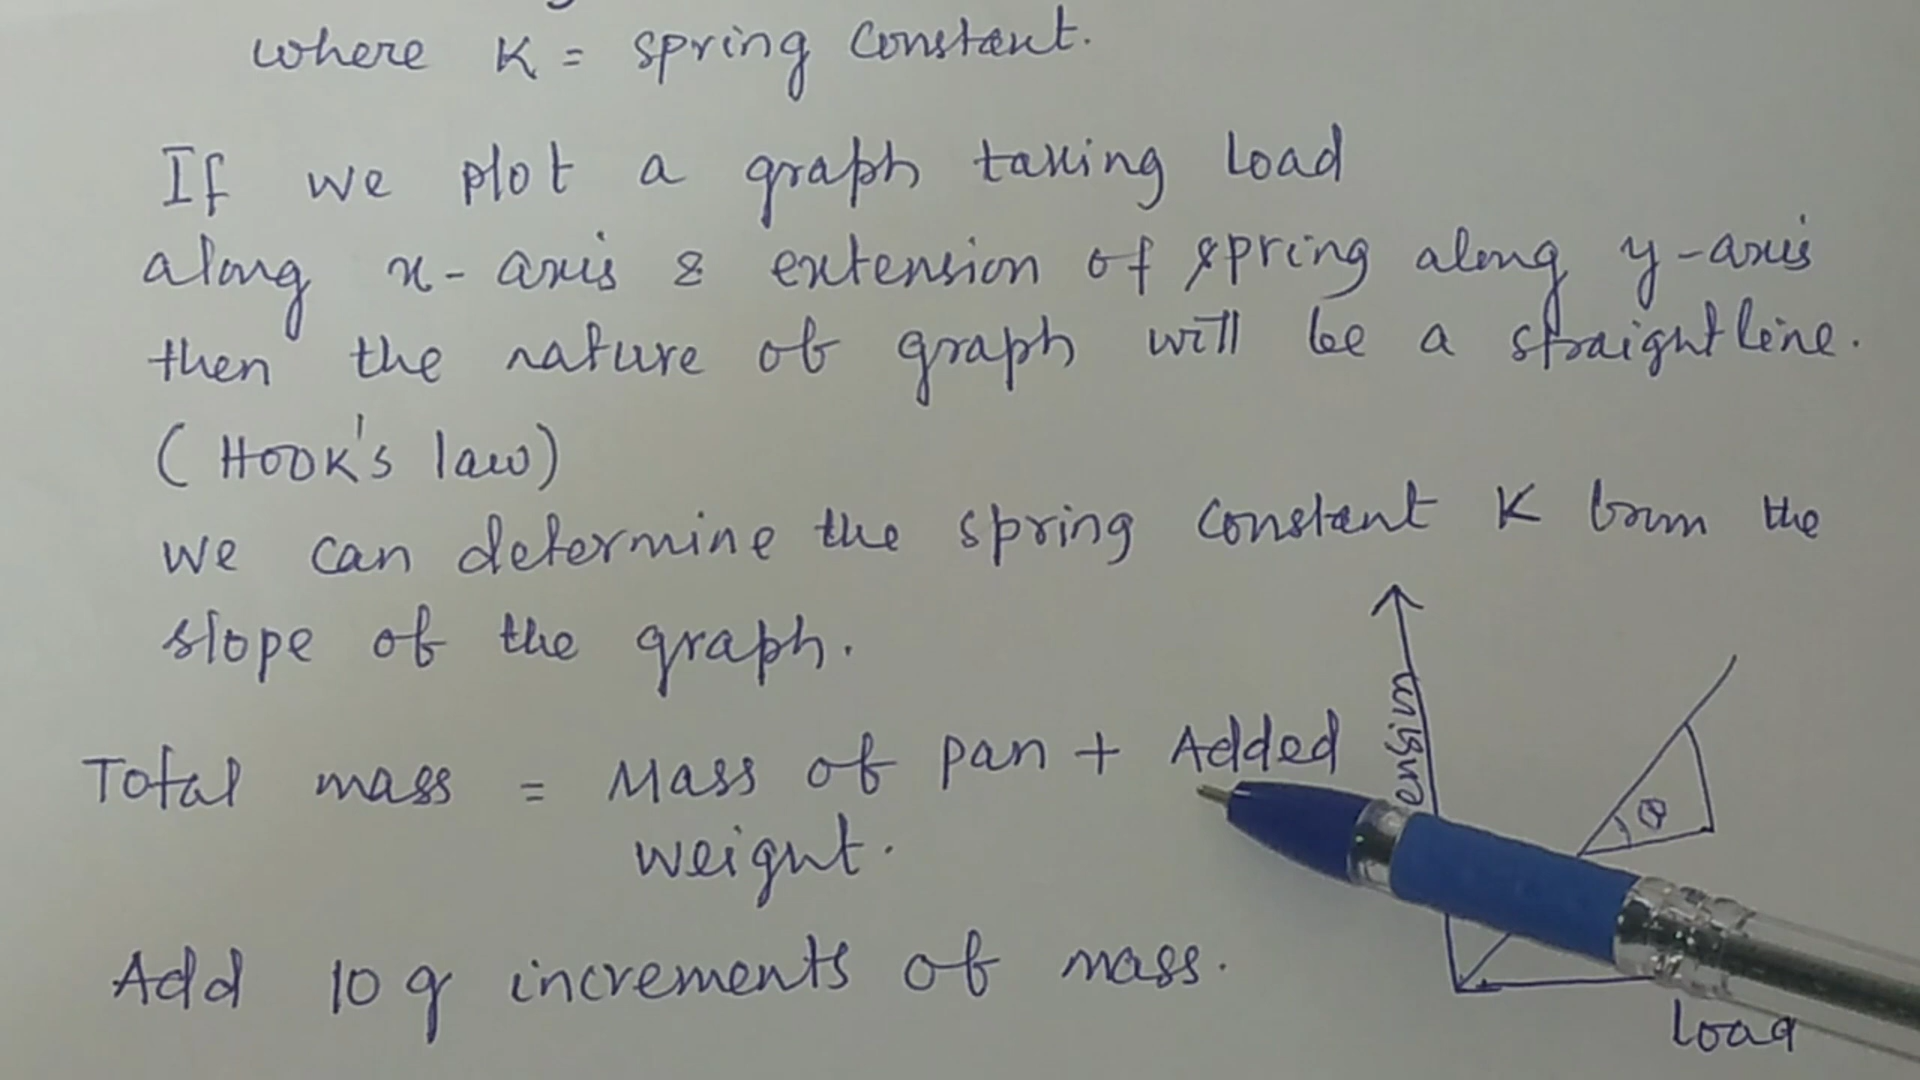 where K = spring constant.
If we plot a graph taking Load
along x-axis & extension of spring along y-axis
then the nature of graph will be a straight line.
(Hook's law)
we can determine the spring constant K from the
slope of the graph.
Total mass = Mass of pan + Added
weight.
Add 10 g increments of mass.
θ
load